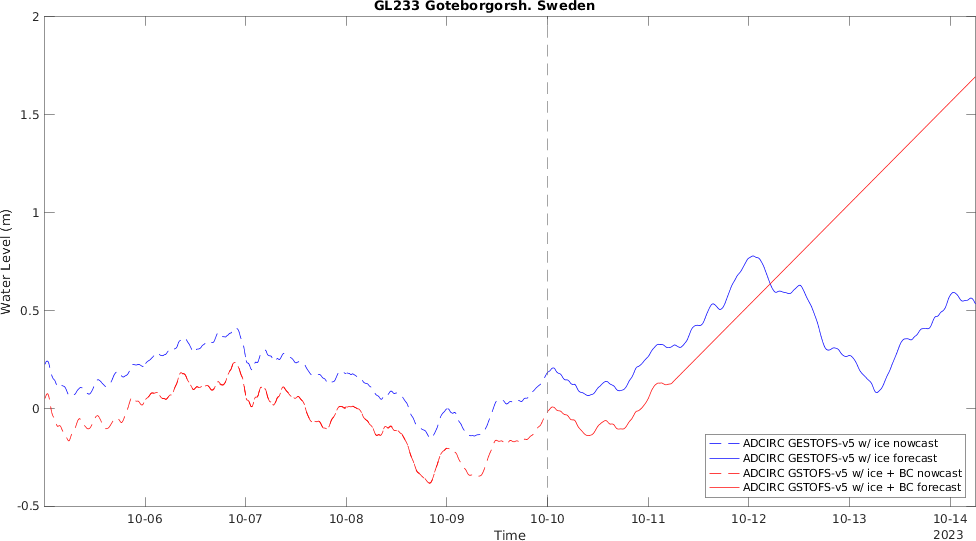 GL233 Goteborgorsh. Sweden
2
1.5
1
0.5
0
-0.5
Water Level (m)
10-06 10-07 10-08 10-09 10-10 10-11 10-12 10-13 10-14
Time
2023
ADCIRC GESTOFS-v5 w/ ice nowcast
ADCIRC GESTOFS-v5 w/ ice forecast
ADCIRC GSTOFS-v5 w/ ice + BC nowcast
ADCIRC GSTOFS-v5 w/ ice + BC forecast